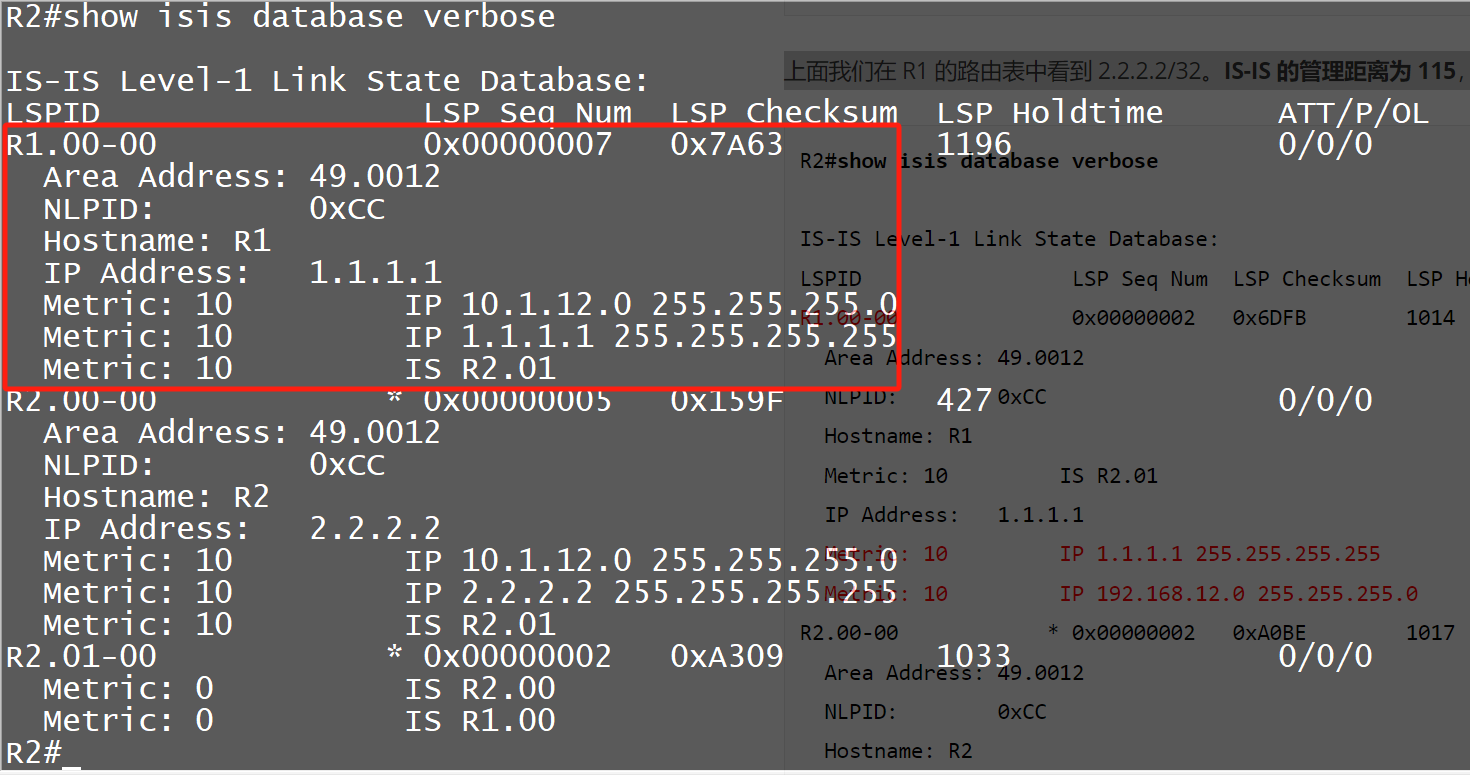 R2#show isis database verbose
IS-IS Level-1 Link State Database:
LSPID LSP Seq Num LSP Checksum LSP Holdtime ATT/P/OL
R1.00-00 0x00000007 0x7A63 1196 0/0/0
Area Address: 49.0012
NLPID: 0xCC
Hostname: R1
IP Address: 1.1.1.1
Metric: 10 IP 10.1.12.0 255.255.255.0
Metric: 10 IP 1.1.1.1 255.255.255.255
Metric: 10 IS R2.01
R2.00-00 * 0x00000005 0x159F 427 0/0/0
Area Address: 49.0012
NLPID: 0xCC
Hostname: R2
IP Address: 2.2.2.2
Metric: 10 IP 10.1.12.0 255.255.255.0
Metric: 10 IP 2.2.2.2 255.255.255.255
Metric: 10 IS R2.01
R2.01-00 * 0x00000002 0xA309 1033 0/0/0
Metric: 0 IS R2.00
Metric: 0 IS R1.00
R2#
上面我们在 R1 的路由表中看到 2.2.2.2/32。IS-IS 的管理距离为 115,
R2#show isis database verbose
IS-IS Level-1 Link State Database:
LSPID LSP Seq Num LSP Checksum LSP H
R1.00-00 0x00000002 0x6DFB 1014
Area Address: 49.0012
NLPID: 0xCC
Hostname: R1
Metric: 10 IS R2.01
IP Address: 1.1.1.1
Metric: 10 IP 1.1.1.1 255.255.255.255
Metric: 10 IP 192.168.12.0 255.255.255.0
R2.00-00 * 0x00000002 0xA0BE 1017
Area Address: 49.0012
NLPID: 0xCC
Hostname: R2